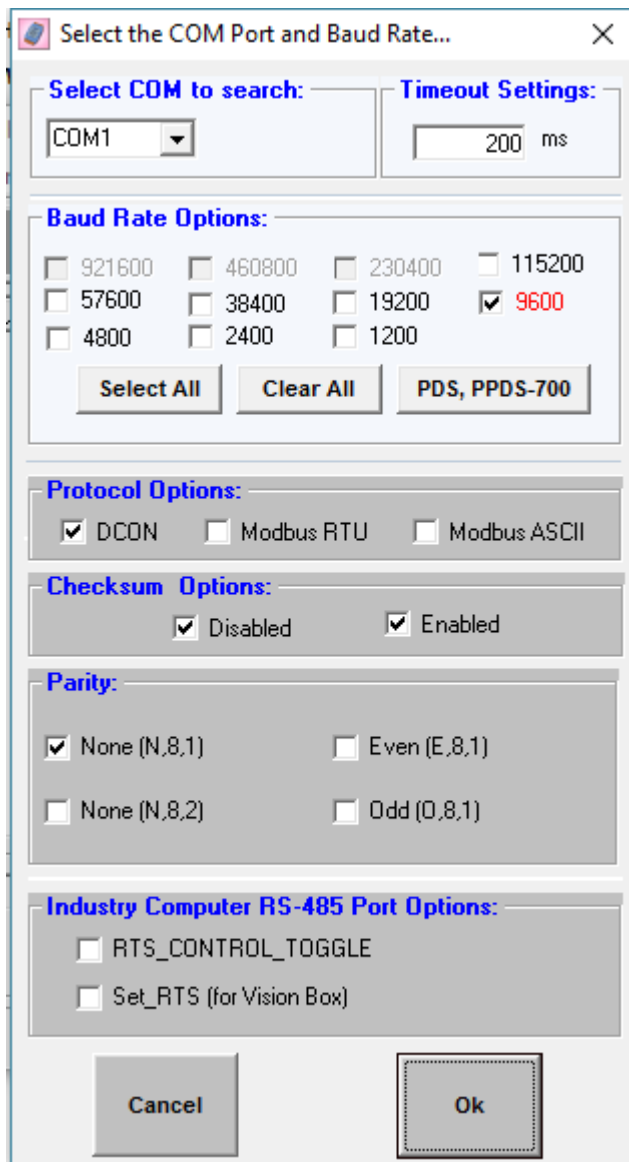 Select the COM Port and Baud Rate...
Select COM to search:
Timeout Settings:
COM1
200 ms
Baud Rate Options:
921600 460800 230400 115200
57600 38400 19200 9600
4800 2400 1200
Select All Clear All PDS, PPDS-700
Protocol Options:
DCON Modbus RTU Modbus ASCII
Checksum Options:
Disabled Enabled
Parity:
None (N,8,1) Even (E,8,1)
None (N,8,2) Odd (O,8,1)
Industry Computer RS-485 Port Options:
RTS_CONTROL_TOGGLE
Set_RTS (for Vision Box)
Cancel Ok